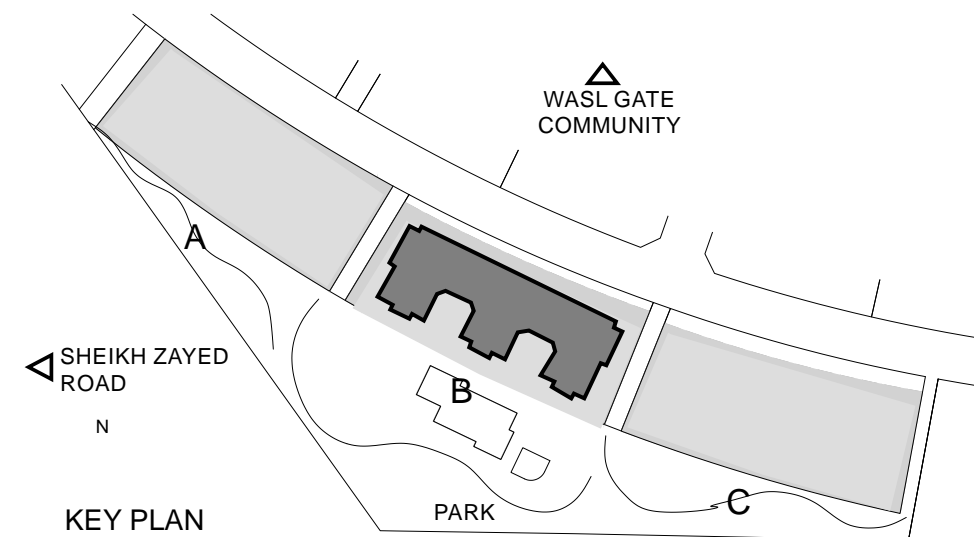 WASL GATE
COMMUNITY
A
SHEIKH ZAYED
ROAD
B
N
C
PARK
KEY PLAN